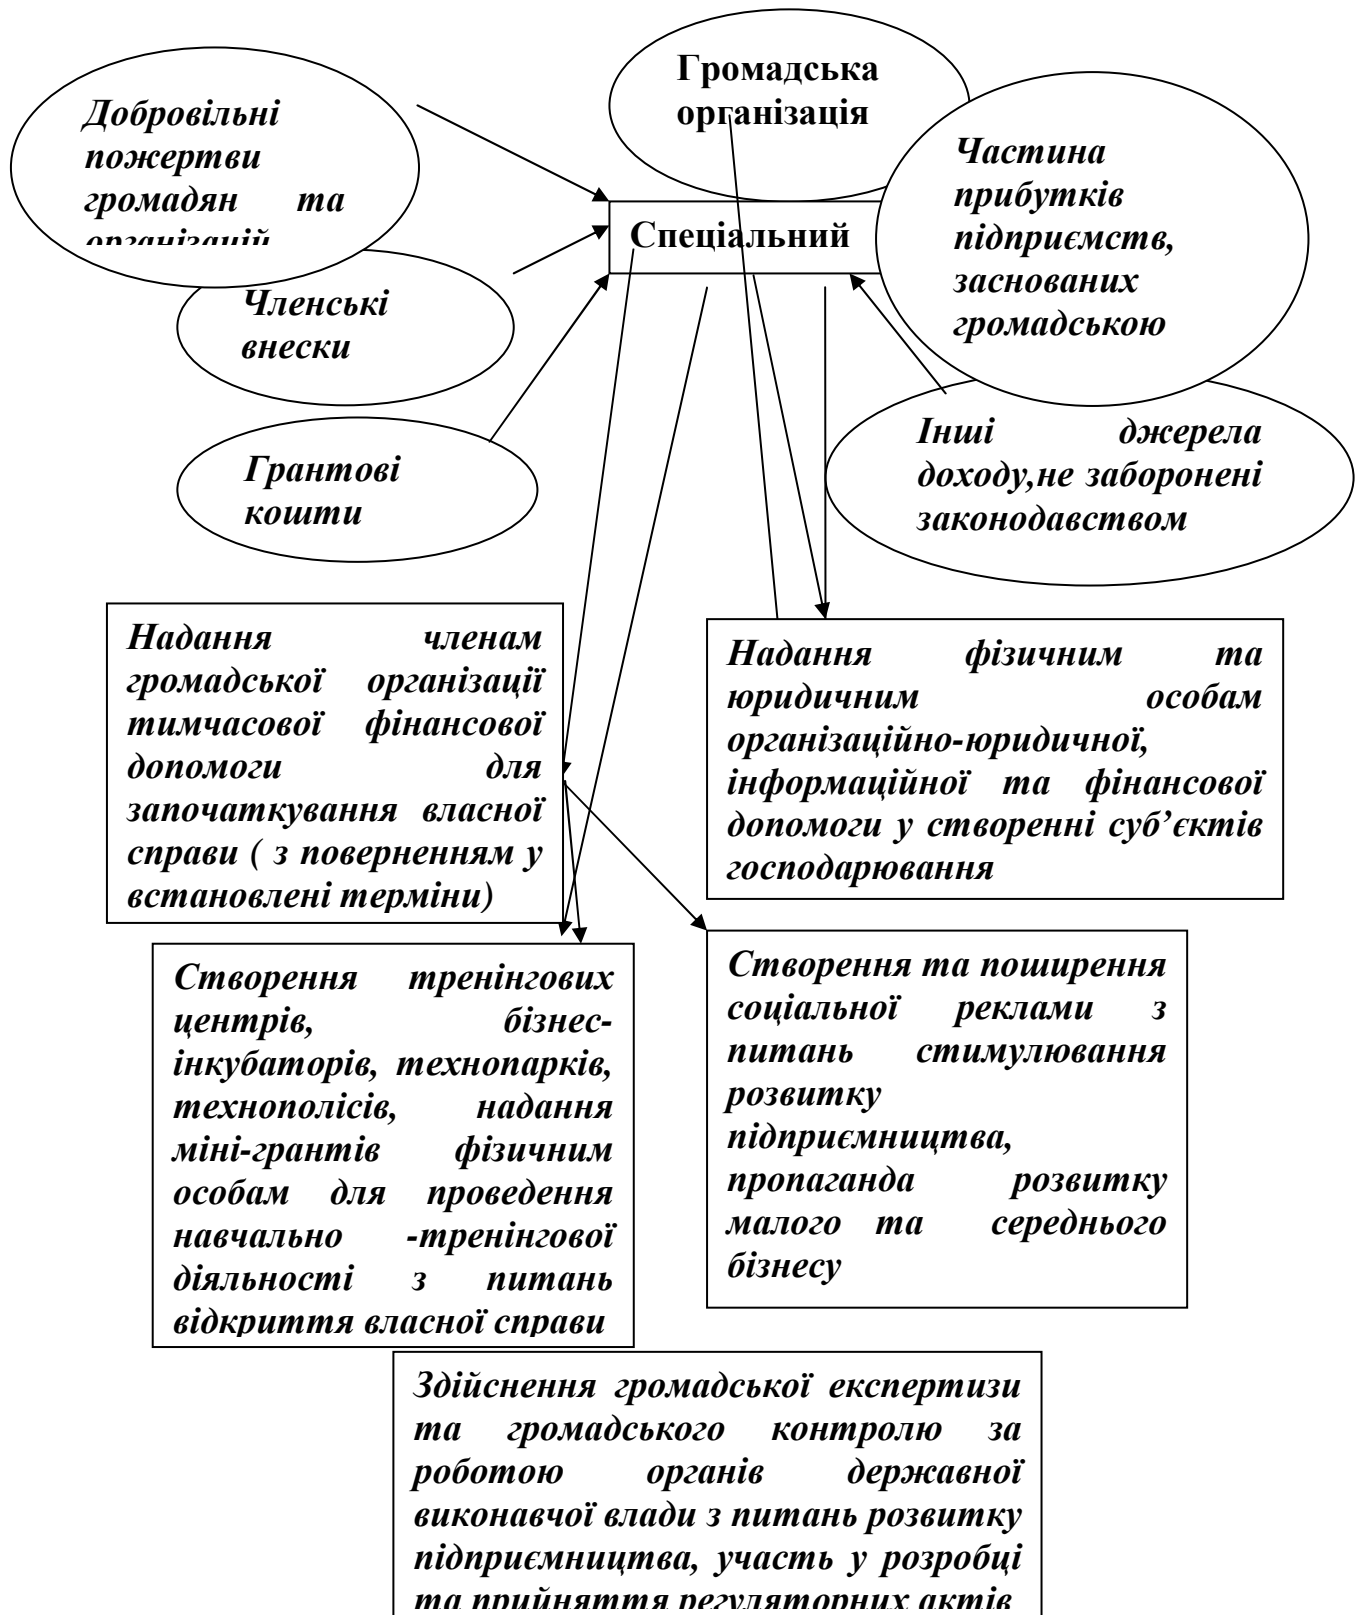 Громадська
організація
Добровільні
пожертви
громадян та
організацій
Частина
прибутків
підприємств,
заснованих
громадською
Спеціальний
Членські
внески
Грантові
кошти
Інші джерела
доходу,не заборонені
законодавством
Надання членам
громадської організації
тимчасової фінансової
допомоги для
започаткування власної
справи ( з поверненням у
встановлені терміни)
Надання фізичним та
юридичним особам
організаційно-юридичної,
інформаційної та фінансової
допомоги у створенні суб’єктів
господарювання
Створення тренінгових
центрів, бізнес-
інкубаторів, технопарків,
технополісів, надання
міні-грантів фізичним
особам для проведення
навчально -тренінгової
діяльності з питань
відкриття власної справи
Створення та поширення
соціальної реклами з
питань стимулювання
розвитку
підприємництва,
пропаганда розвитку
малого та середнього
бізнесу
Здійснення громадської експертизи
та громадського контролю за
роботою органів державної
виконавчої влади з питань розвитку
підприємництва, участь у розробці
та прийняття регуляторних актів